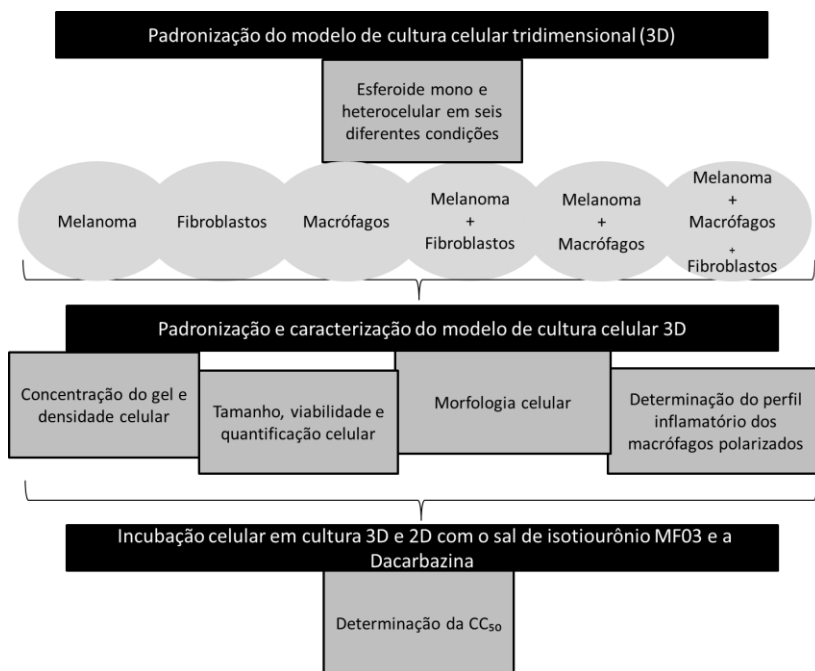 Padronização do modelo de cultura celular tridimensional (3D)
Esferoide mono e
heterocelular em seis
diferentes condições
Melanoma
Fibroblastos
Macrófagos
Melanoma
+
Fibroblastos
Melanoma
+
Macrófagos
Melanoma
+
Macrófagos
+
Fibroblastos
Padronização e caracterização do modelo de cultura celular 3D
Concentração do gel e
densidade celular
Tamanho, viabilidade e
quantificação celular
Morfologia celular
Determinação do perfil
inflamatório dos
macrófagos polarizados
Incubação celular em cultura 3D e 2D com o sal de isotiourônio MF03 e a
Dacarbazina
Determinação da CC₅₀